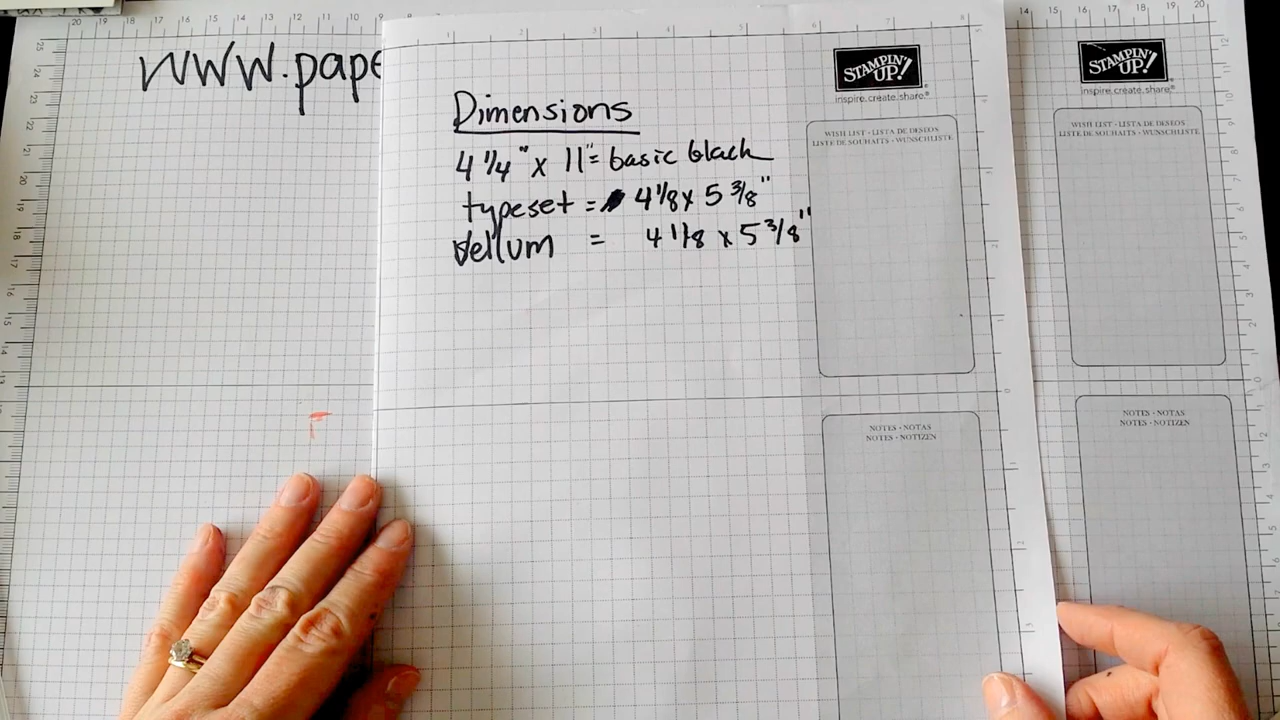 www.pape
Dimensions
4 1/4" x 11" = basic black
typeset = 4 1/8 x 5 3/8"
Vellum = 4 1/8 x 5 3/8"
STAMPIN' UP!
inspire.create.share.®
WISH LIST • LISTA DE DESEOS
LISTE DE SOUHAITS • WUNSCHLISTE
NOTES • NOTAS
NOTES • NOTIZEN
STAMPIN' UP!
inspire.create.share.®
WISH LIST • LISTA DE DESEOS
LISTE DE SOUHAITS • WUNSCHLISTE
NOTES • NOTAS
NOTES • NOTIZEN